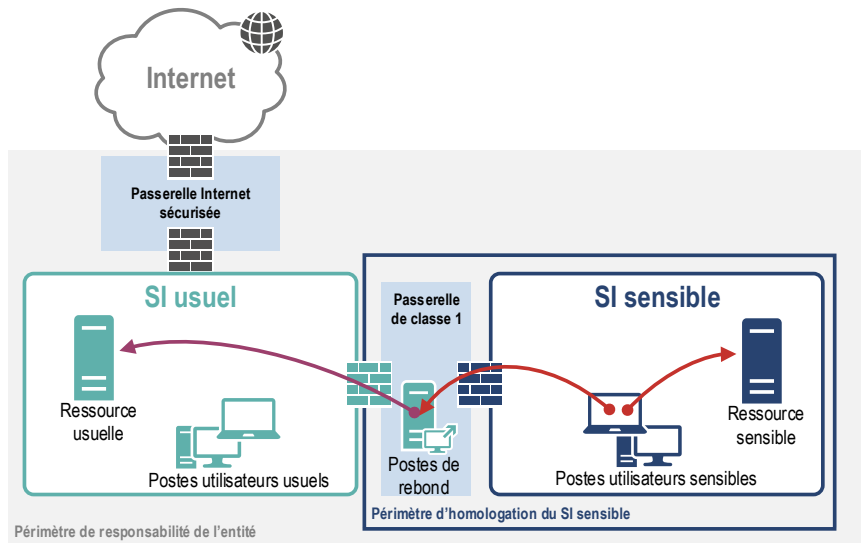 Internet
Passerelle Internet
sécurisée
SI usuel
Passerelle
de classe 1
SI sensible
Ressource
usuelle
Postes utilisateurs usuels
Postes de
rebond
Postes utilisateurs sensibles
Ressource
sensible
Périmètre d'homologation du SI sensible
Périmètre de responsabilité de l'entité